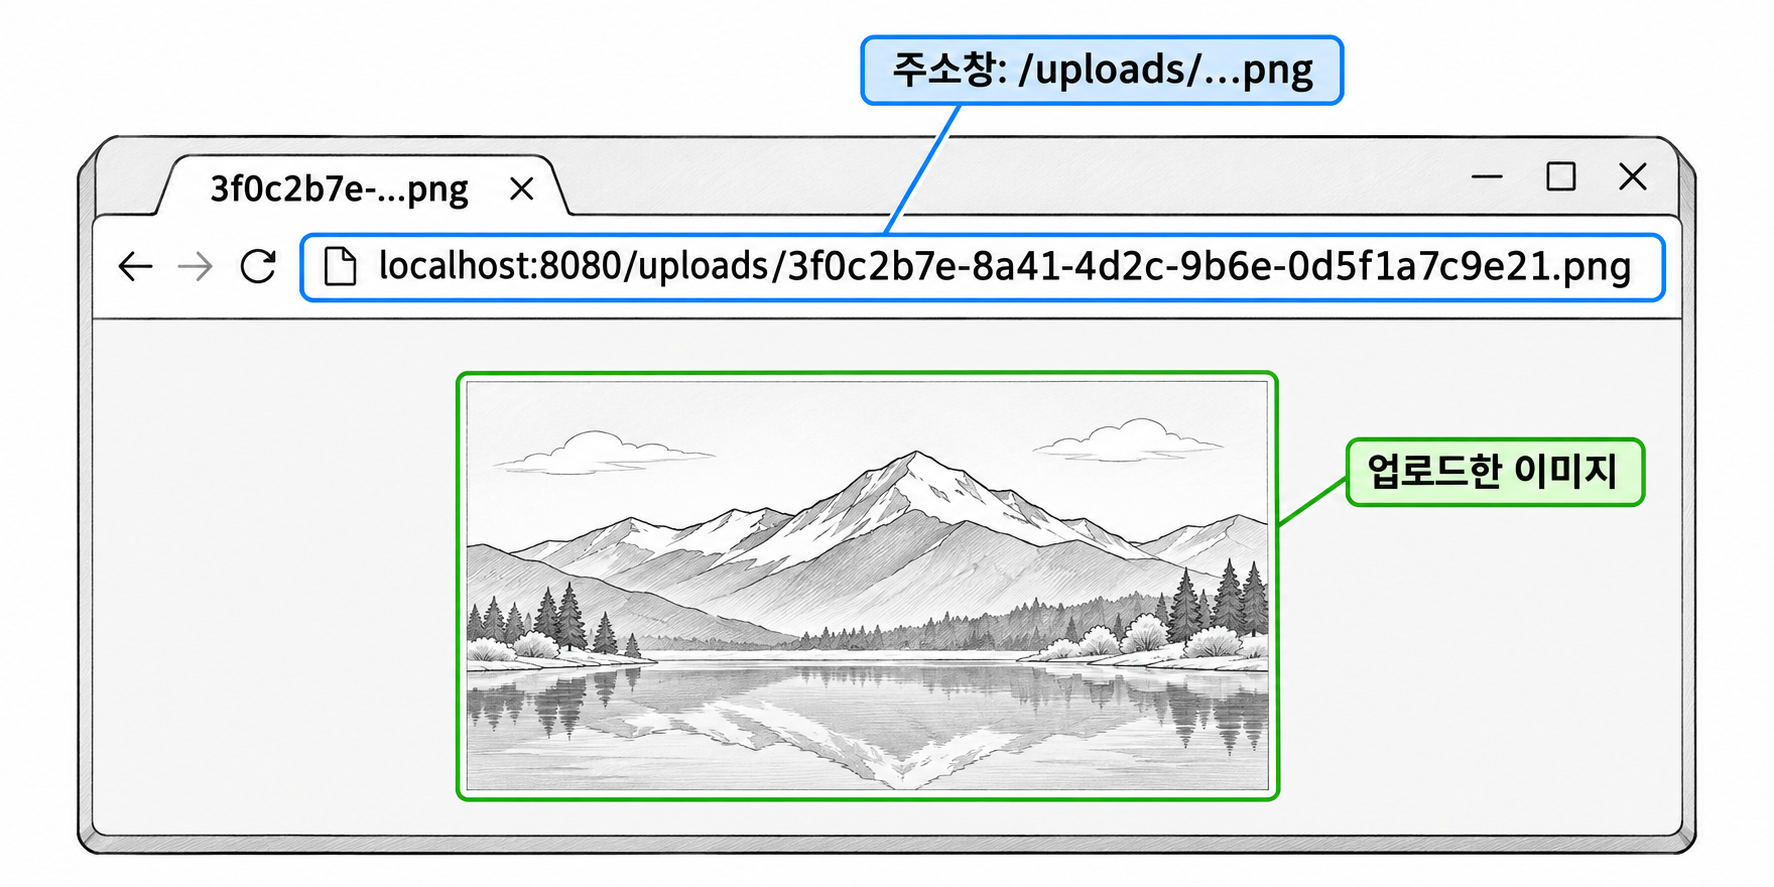 주소창: /uploads/...png
3f0c2b7e-...png
localhost:8080/uploads/3f0c2b7e-8a41-4d2c-9b6e-0d5f1a7c9e21.png
업로드한 이미지